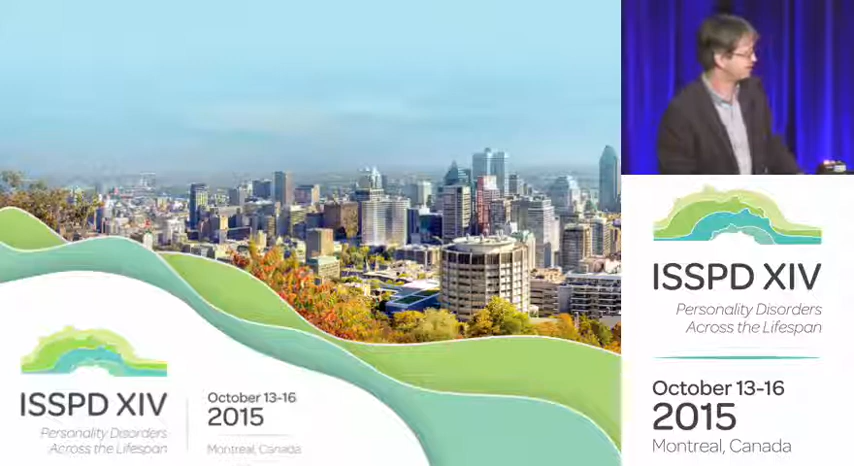 ISSPD XIV
Personality Disorders
Across the Lifespan
October 13-16
2015
Montreal, Canada
ISSPD XIV
Personality Disorders
Across the Lifespan
October 13-16
2015
Montreal, Canada